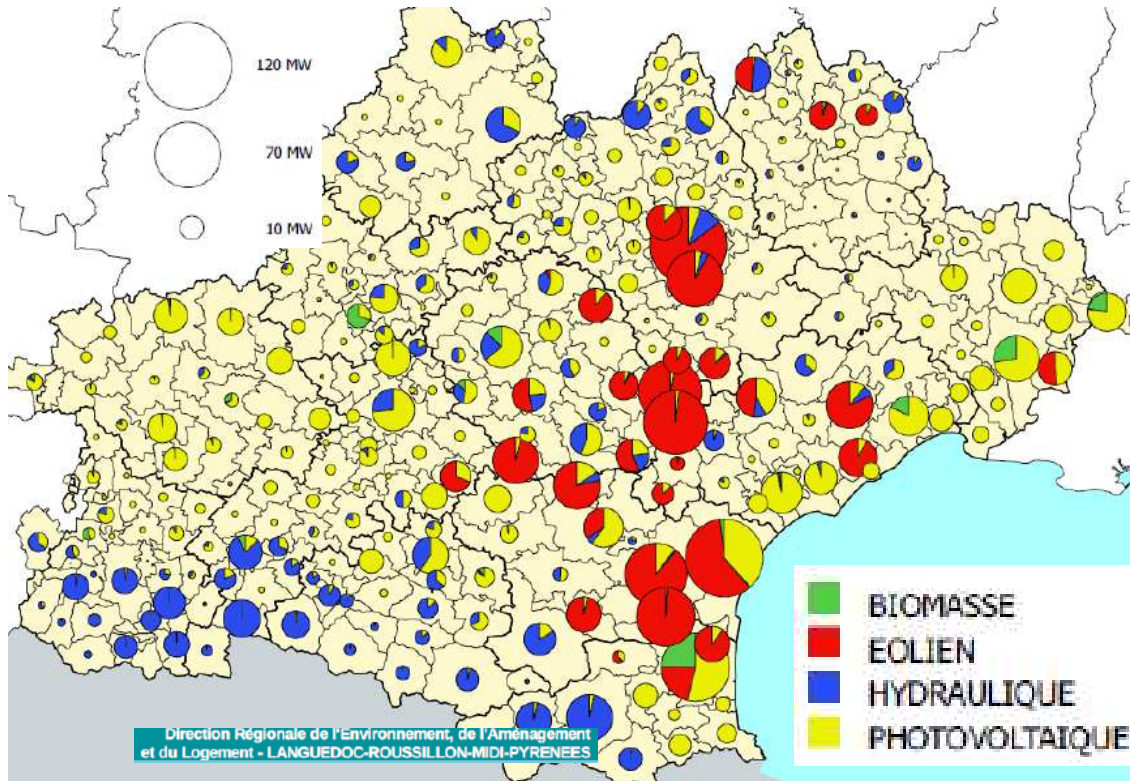 120 MW
70 MW
10 MW
BIOMASSE
EOLIEN
HYDRAULIQUE
PHOTOVOLTAIQUE
Direction Régionale de l'Environnement, de l'Aménagement
et du Logement - LANGUEDOC-ROUSSILLON-MIDI-PYRENEES